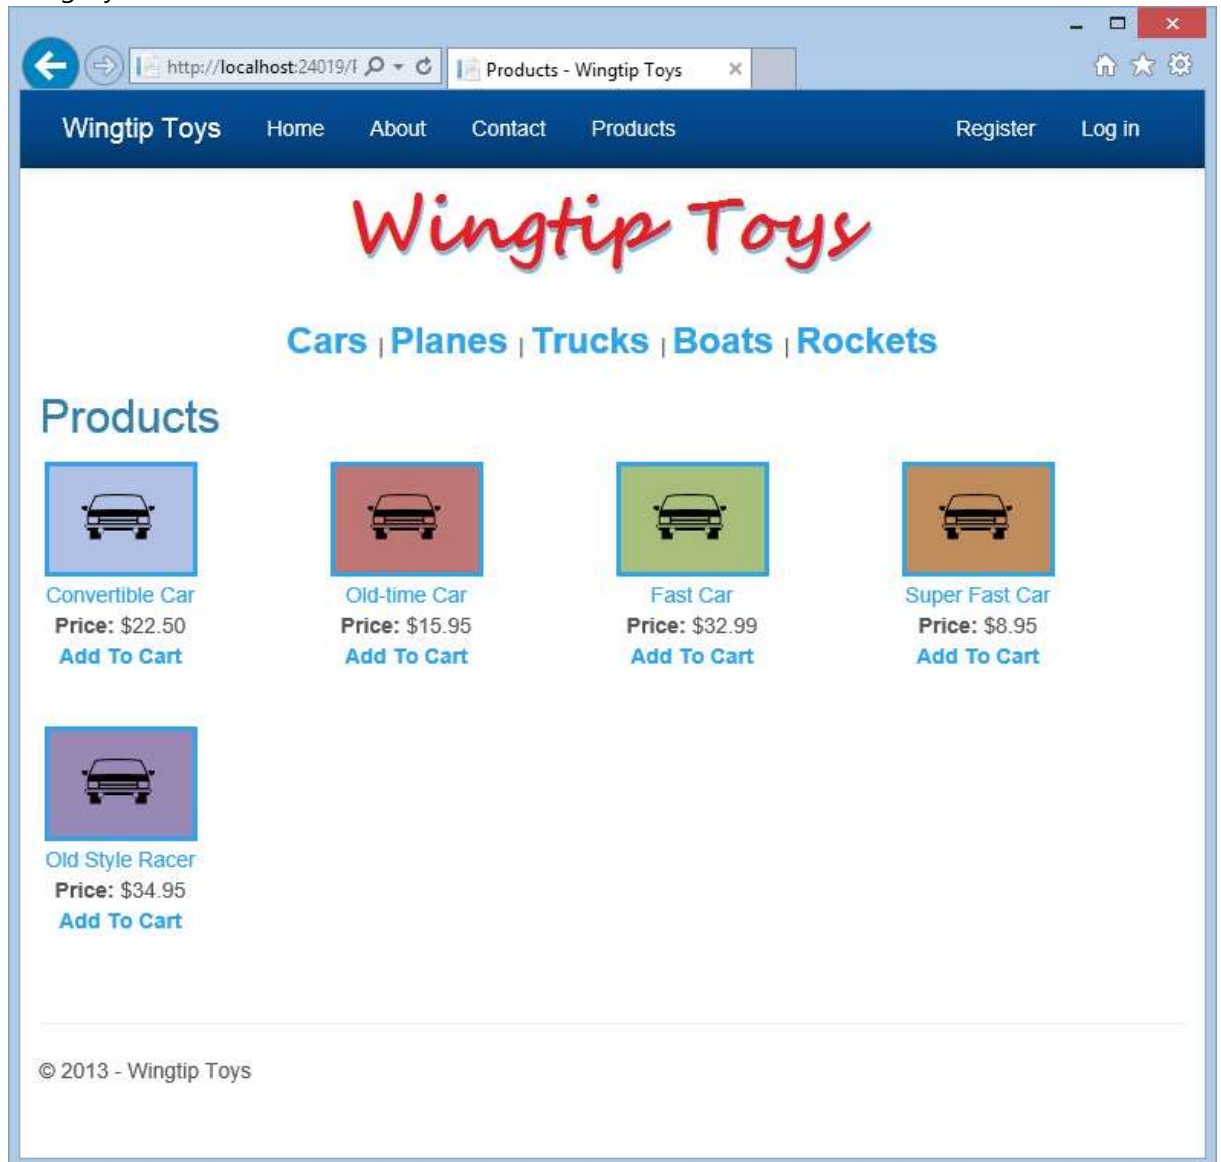 http://localhost:24019/
Products - Wingtip Toys
Wingtip Toys Home About Contact Products Register Log in
Wingtip Toys
Cars | Planes | Trucks | Boats | Rockets
Products
Convertible Car Old-time Car Fast Car Super Fast Car
Price: $22.50 Price: $15.95 Price: $32.99 Price: $8.95
Add To Cart Add To Cart Add To Cart Add To Cart
Old Style Racer
Price: $34.95
Add To Cart
© 2013 - Wingtip Toys